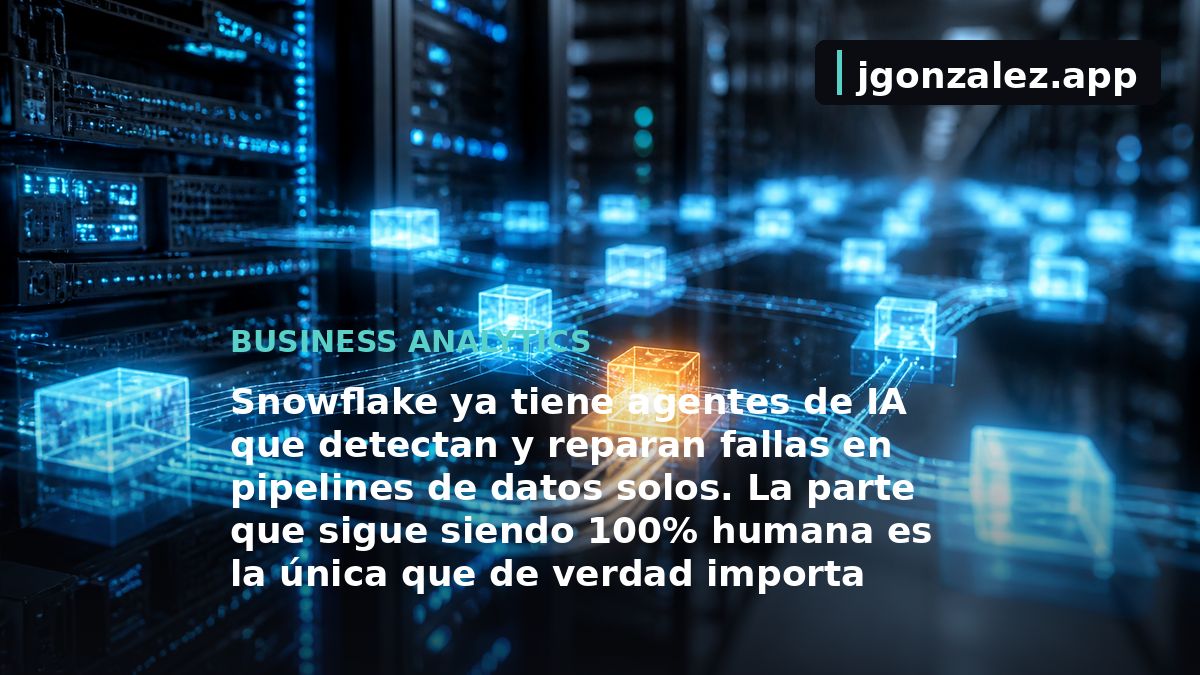 jgonzalez.app
BUSINESS ANALYTICS
Snowflake ya tiene agentes de IA
que detectan y reparan fallas en
pipelines de datos solos. La parte
que sigue siendo 100% humana es
la única que de verdad importa